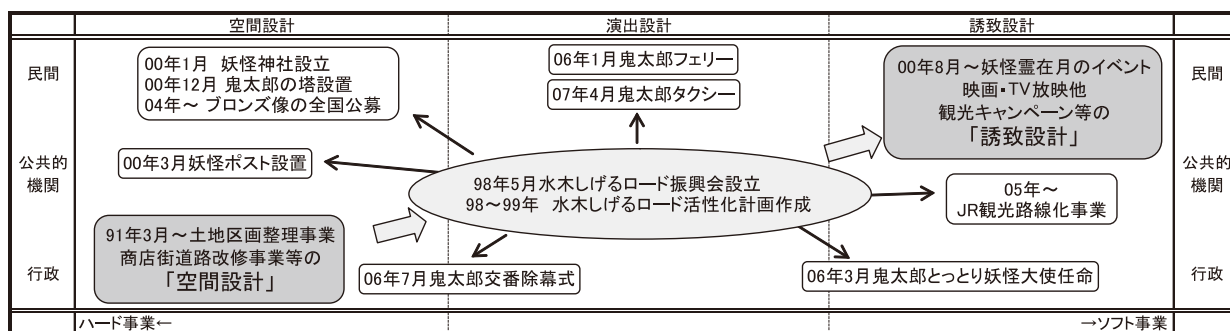 空間設計
演出設計
誘致設計
民間
公共的
機関
行政
00年1月 妖怪神社設立
00年12月 鬼太郎の塔設置
04年～ ブロンズ像の全国公募
00年3月妖怪ポスト設置
91年3月～土地区画整理事業
商店街道路改修事業等の
「空間設計」
06年1月鬼太郎フェリー
07年4月鬼太郎タクシー
98年5月水木しげるロード振興会設立
98～99年 水木しげるロード活性化計画作成
06年7月鬼太郎交番除幕式
00年8月～妖怪霊在月のイベント
映画・TV放映他
観光キャンペーン等の
「誘致設計」
05年～
JR観光路線化事業
06年3月鬼太郎とっとり妖怪大使任命
民間
公共的
機関
行政
ハード事業←
→ソフト事業